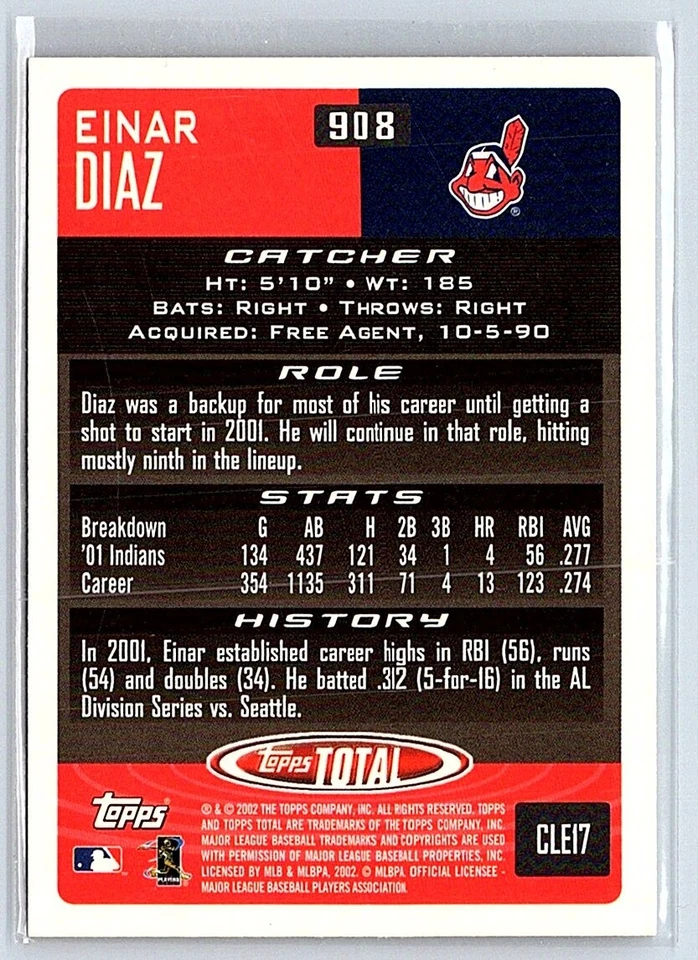 EINAR
DIAZ
908
®
CATCHER
HT: 5'10" • WT: 185
BATS: RIGHT • THROWS: RIGHT
ACQUIRED: FREE AGENT, 10-5-90
ROLE
Diaz was a backup for most of his career until getting a
shot to start in 2001. He will continue in that role, hitting
mostly ninth in the lineup.
STATS
Breakdown G AB H 2B 3B HR RBI AVG
'01 Indians 134 437 121 34 1 4 56 .277
Career 354 1135 311 71 4 13 123 .274
HISTORY
In 2001, Einar established career highs in RBI (56), runs
(54) and doubles (34). He batted .312 (5-for-16) in the AL
Division Series vs. Seattle.
Topps TOTAL
Topps
® & © 2002 THE TOPPS COMPANY, INC. ALL RIGHTS RESERVED. TOPPS
AND TOPPS TOTAL ARE TRADEMARKS OF THE TOPPS COMPANY, INC.
MAJOR LEAGUE BASEBALL TRADEMARKS AND COPYRIGHTS ARE USED
WITH PERMISSION OF MAJOR LEAGUE BASEBALL PROPERTIES, INC.
LICENSED BY MLB & MLBPA, 2002. © MLBPA. OFFICIAL LICENSEE -
MAJOR LEAGUE BASEBALL PLAYERS ASSOCIATION.
PLAYERS
CLE17